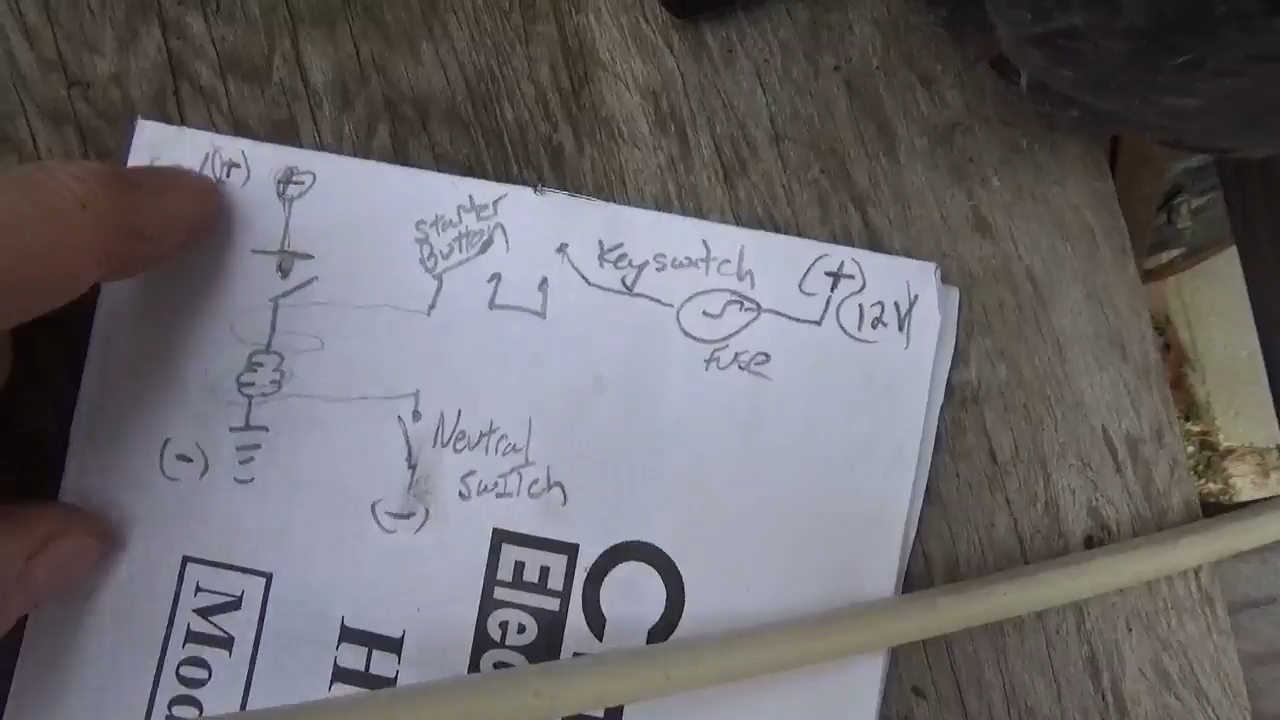 (+)
+
Starter
Button
Keyswitch
(+)
(12V)
fuse
Neutral
switch
(-)
(-)